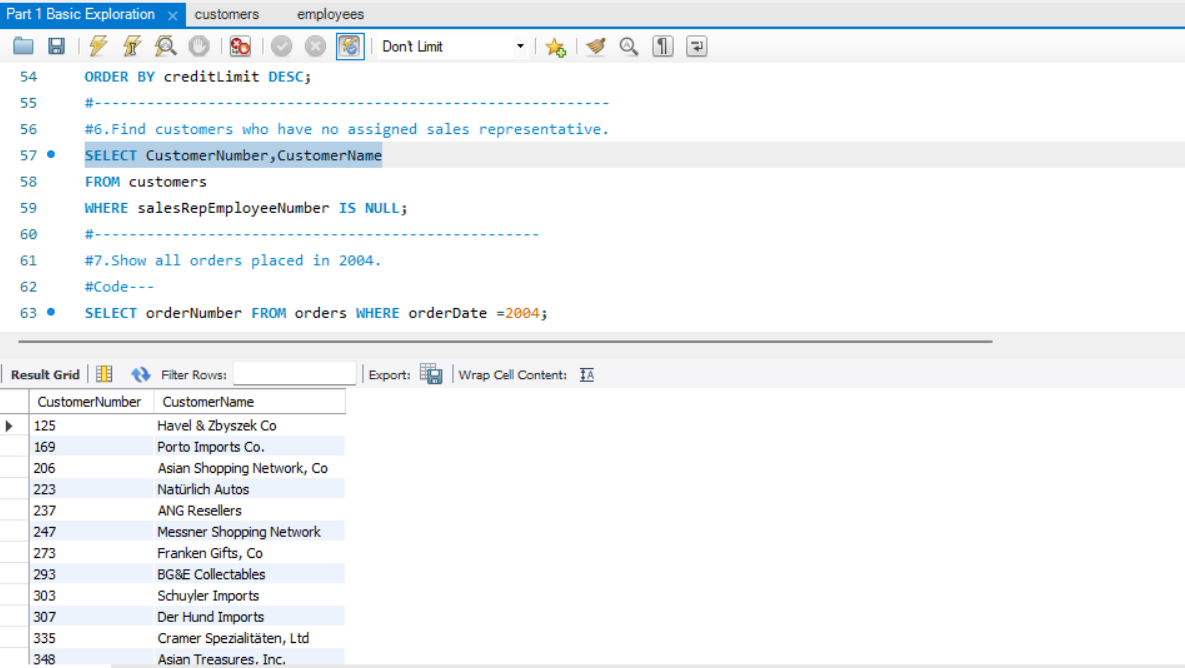 Part 1 Basic Exploration × customers employees
Don't Limit
54 ORDER BY creditLimit DESC;
55 #-----------------------------------------------------------
56 #6.Find customers who have no assigned sales representative.
57 SELECT CustomerNumber,CustomerName
58 FROM customers
59 WHERE salesRepEmployeeNumber IS NULL;
60 #---------------------------------------------------
61 #7.Show all orders placed in 2004.
62 #Code---
63 SELECT orderNumber FROM orders WHERE orderDate =2004;
Result Grid Filter Rows: Export: Wrap Cell Content: IA
CustomerNumber CustomerName
125 Havel & Zbyszek Co
169 Porto Imports Co.
206 Asian Shopping Network, Co
223 Natürlich Autos
237 ANG Resellers
247 Messner Shopping Network
273 Franken Gifts, Co
293 BG&E Collectables
303 Schuyler Imports
307 Der Hund Imports
335 Cramer Spezialitäten, Ltd
348 Asian Treasures, Inc.